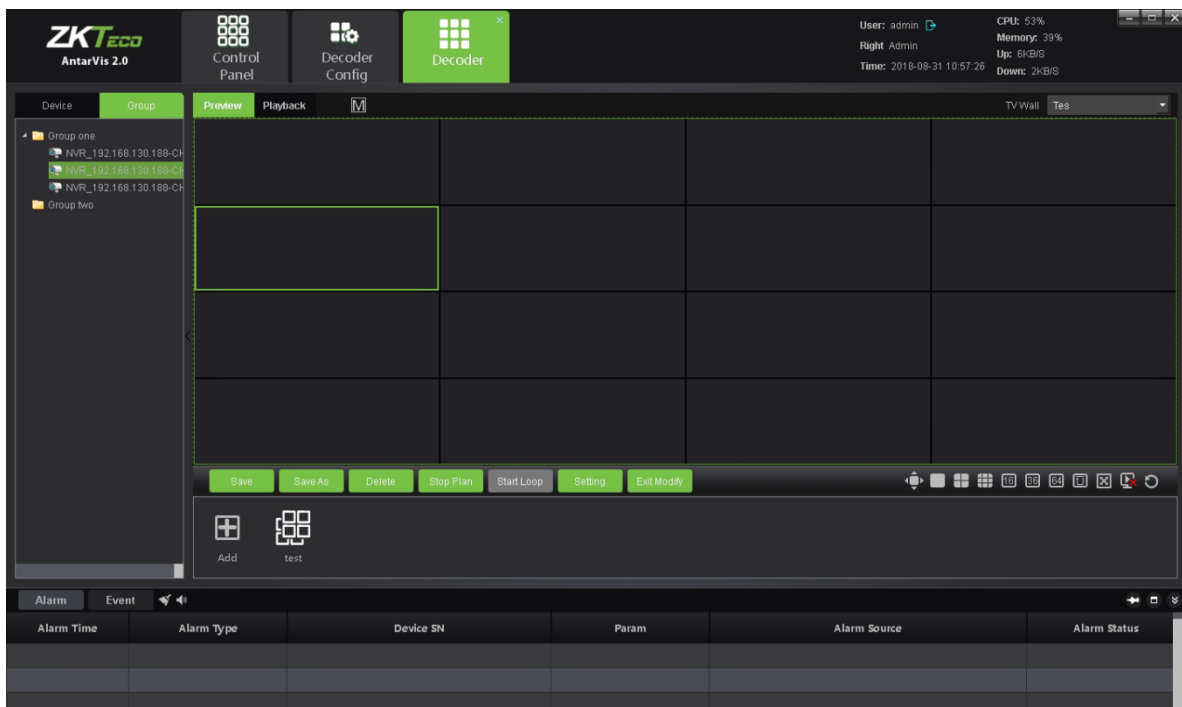 ZKTeco
AntarVis 2.0
Control
Panel
Decoder
Config
Decoder
User: admin
Right Admin
Time: 2018-08-31 10:57:26
CPU: 53%
Memory: 39%
Up: 6KB/S
Down: 2KB/S
Device Group
Preview Playback M TV Wall Tes
Group one
NVR_192.168.130.188-CH
NVR_192.168.130.188-CH
NVR_192.168.130.188-CH
Group two
Save Save As Delete Stop Plan Start Loop Setting Exit Modify 16 36 64
Add test
Alarm Event
Alarm Time Alarm Type Device SN Param Alarm Source Alarm Status